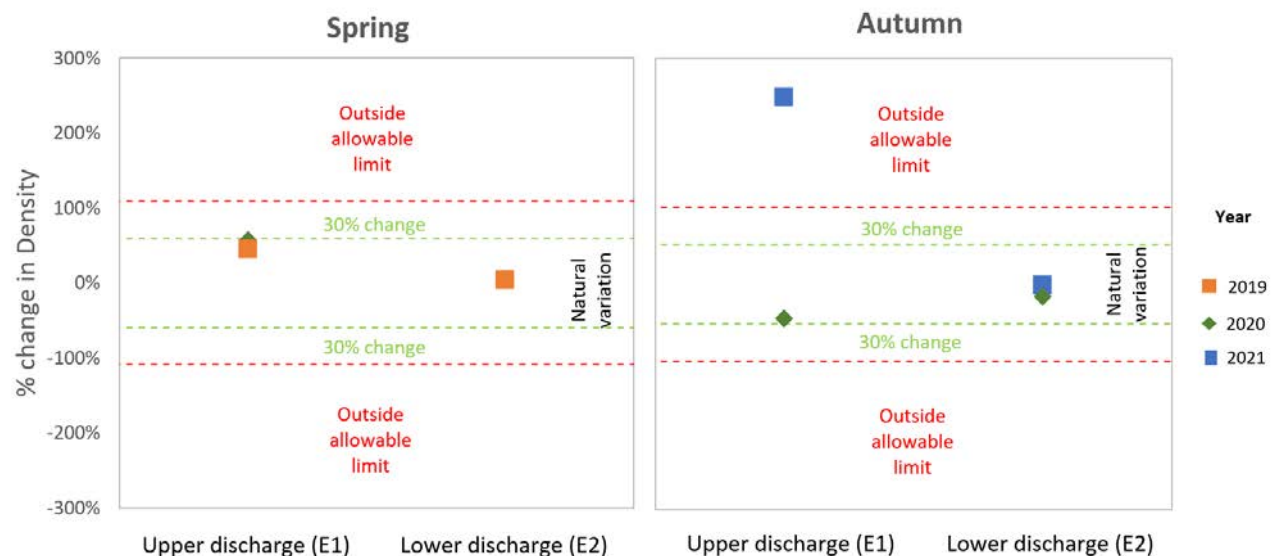 Spring
Autumn
% change in Density
300%
200%
100%
0%
-100%
-200%
-300%
Outside
allowable
limit
30% change
Natural
variation
30% change
Outside
allowable
limit
Upper discharge (E1)
Lower discharge (E2)
Outside
allowable
limit
30% change
Natural
variation
30% change
Outside
allowable
limit
Upper discharge (E1)
Lower discharge (E2)
Year
2019
2020
2021